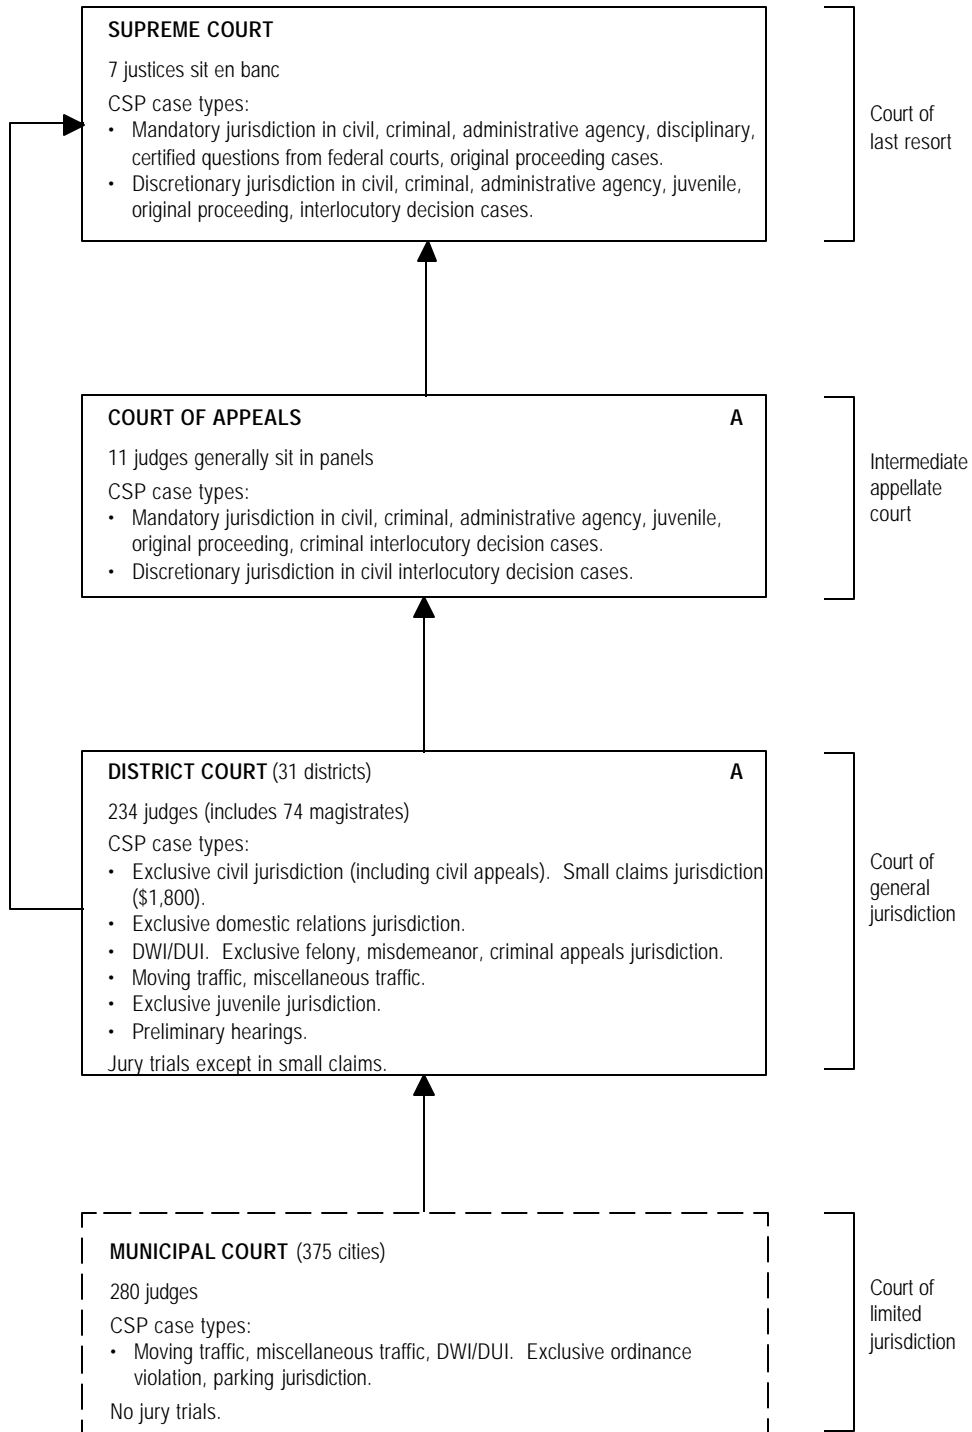 SUPREME COURT
7 justices sit en banc
CSP case types:
• Mandatory jurisdiction in civil, criminal, administrative agency, disciplinary,
certified questions from federal courts, original proceeding cases.
• Discretionary jurisdiction in civil, criminal, administrative agency, juvenile,
original proceeding, interlocutory decision cases.
Court of
last resort
COURT OF APPEALS A
11 judges generally sit in panels
CSP case types:
• Mandatory jurisdiction in civil, criminal, administrative agency, juvenile,
original proceeding, criminal interlocutory decision cases.
• Discretionary jurisdiction in civil interlocutory decision cases.
Intermediate
appellate
court
DISTRICT COURT (31 districts) A
234 judges (includes 74 magistrates)
CSP case types:
• Exclusive civil jurisdiction (including civil appeals). Small claims jurisdiction
($1,800).
• Exclusive domestic relations jurisdiction.
• DWI/DUI. Exclusive felony, misdemeanor, criminal appeals jurisdiction.
• Moving traffic, miscellaneous traffic.
• Exclusive juvenile jurisdiction.
• Preliminary hearings.
Jury trials except in small claims.
Court of
general
jurisdiction
MUNICIPAL COURT (375 cities)
280 judges
CSP case types:
• Moving traffic, miscellaneous traffic, DWI/DUI. Exclusive ordinance
violation, parking jurisdiction.
No jury trials.
Court of
limited
jurisdiction